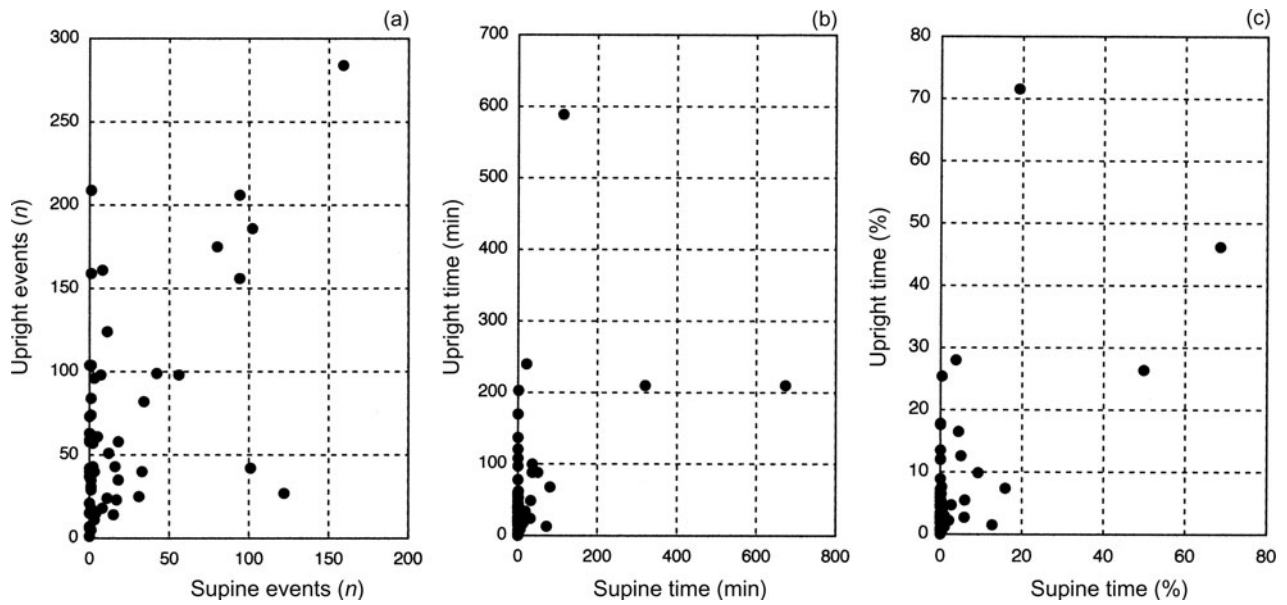 (a)
300
250
200
150
100
50
0
Upright events (n)
0 50 100 150 200
Supine events (n)
(b)
700
600
500
400
300
200
100
0
Upright time (min)
0 200 400 600 800
Supine time (min)
(c)
80
70
60
50
40
30
20
10
0
Upright time (%)
0 20 40 60 80
Supine time (%)